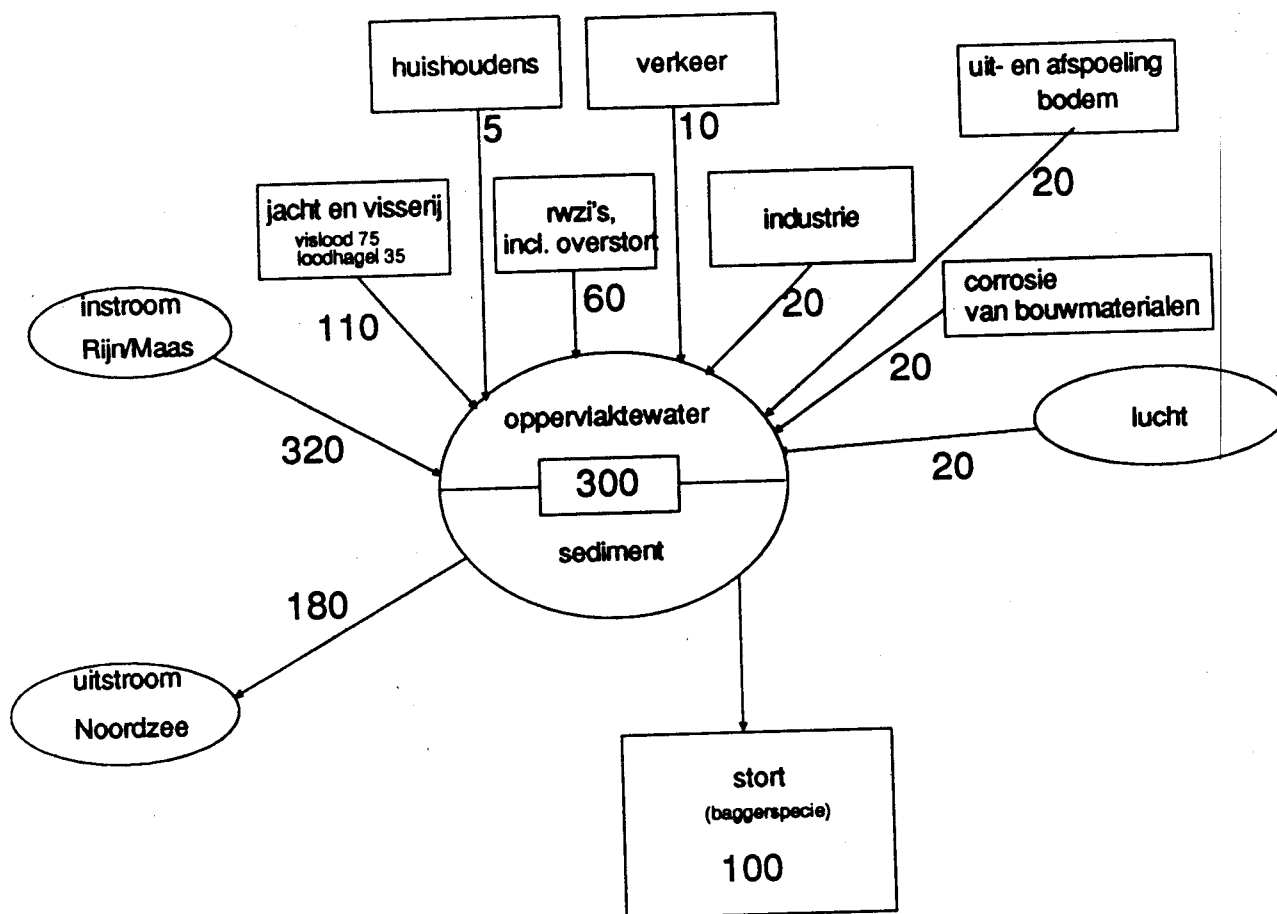 huishoudens
5
verkeer
10
uit- en afspoeling
bodem
20
jacht en visserij
vislood 75
loodhagel 35
110
rwzi's,
incl. overstort
60
industrie
20
corrosie
van bouwmaterialen
20
instroom
Rijn/Maas
320
lucht
20
oppervlaktewater
300
sediment
180
uitstroom
Noordzee
stort
(baggerspecie)
100